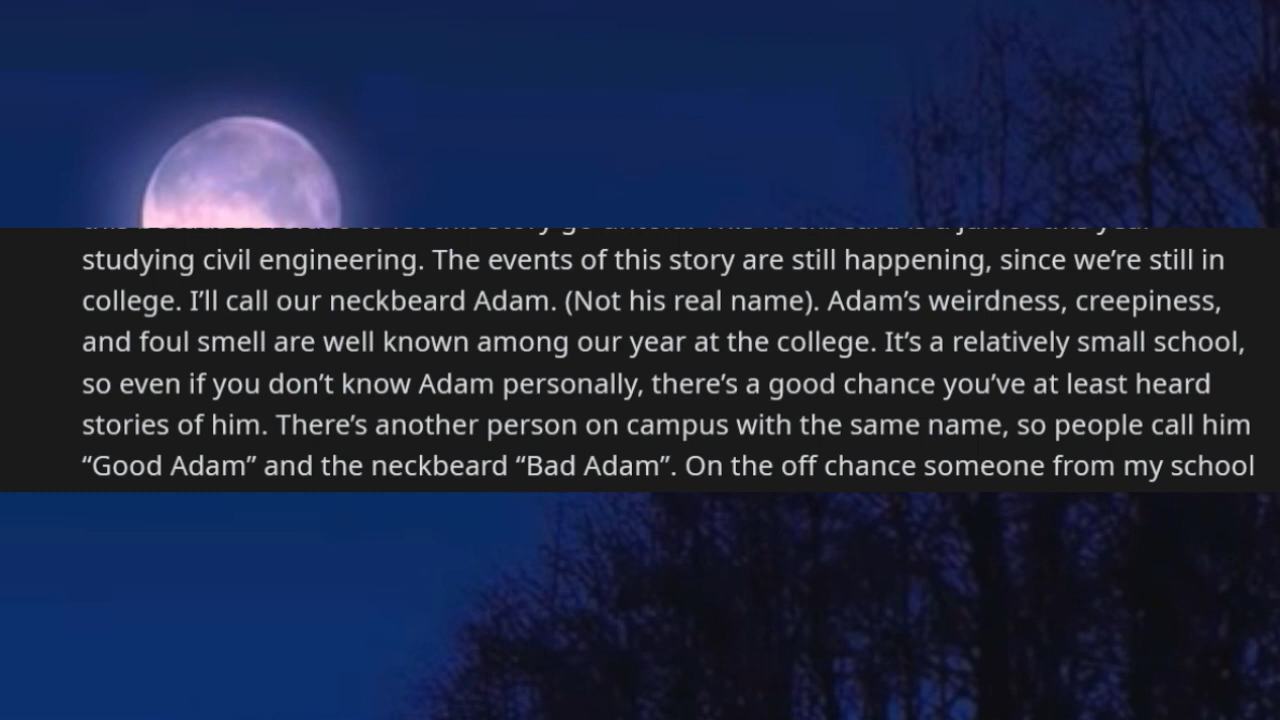 studying civil engineering. The events of this story are still happening, since we’re still in
college. I’ll call our neckbeard Adam. (Not his real name). Adam’s weirdness, creepiness,
and foul smell are well known among our year at the college. It’s a relatively small school,
so even if you don’t know Adam personally, there’s a good chance you’ve at least heard
stories of him. There’s another person on campus with the same name, so people call him
“Good Adam” and the neckbeard “Bad Adam”. On the off chance someone from my school